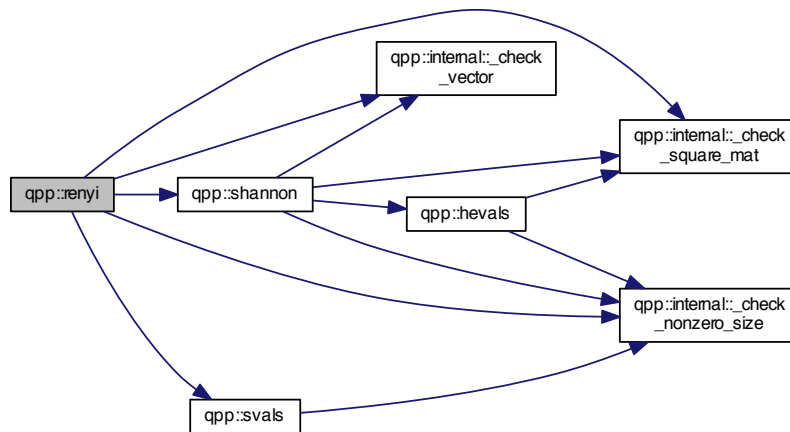 qpp::internal::_check
_vector
qpp::internal::_check
_square_mat
qpp::renyi
qpp::shannon
qpp::hevals
qpp::internal::_check
_nonzero_size
qpp::svals